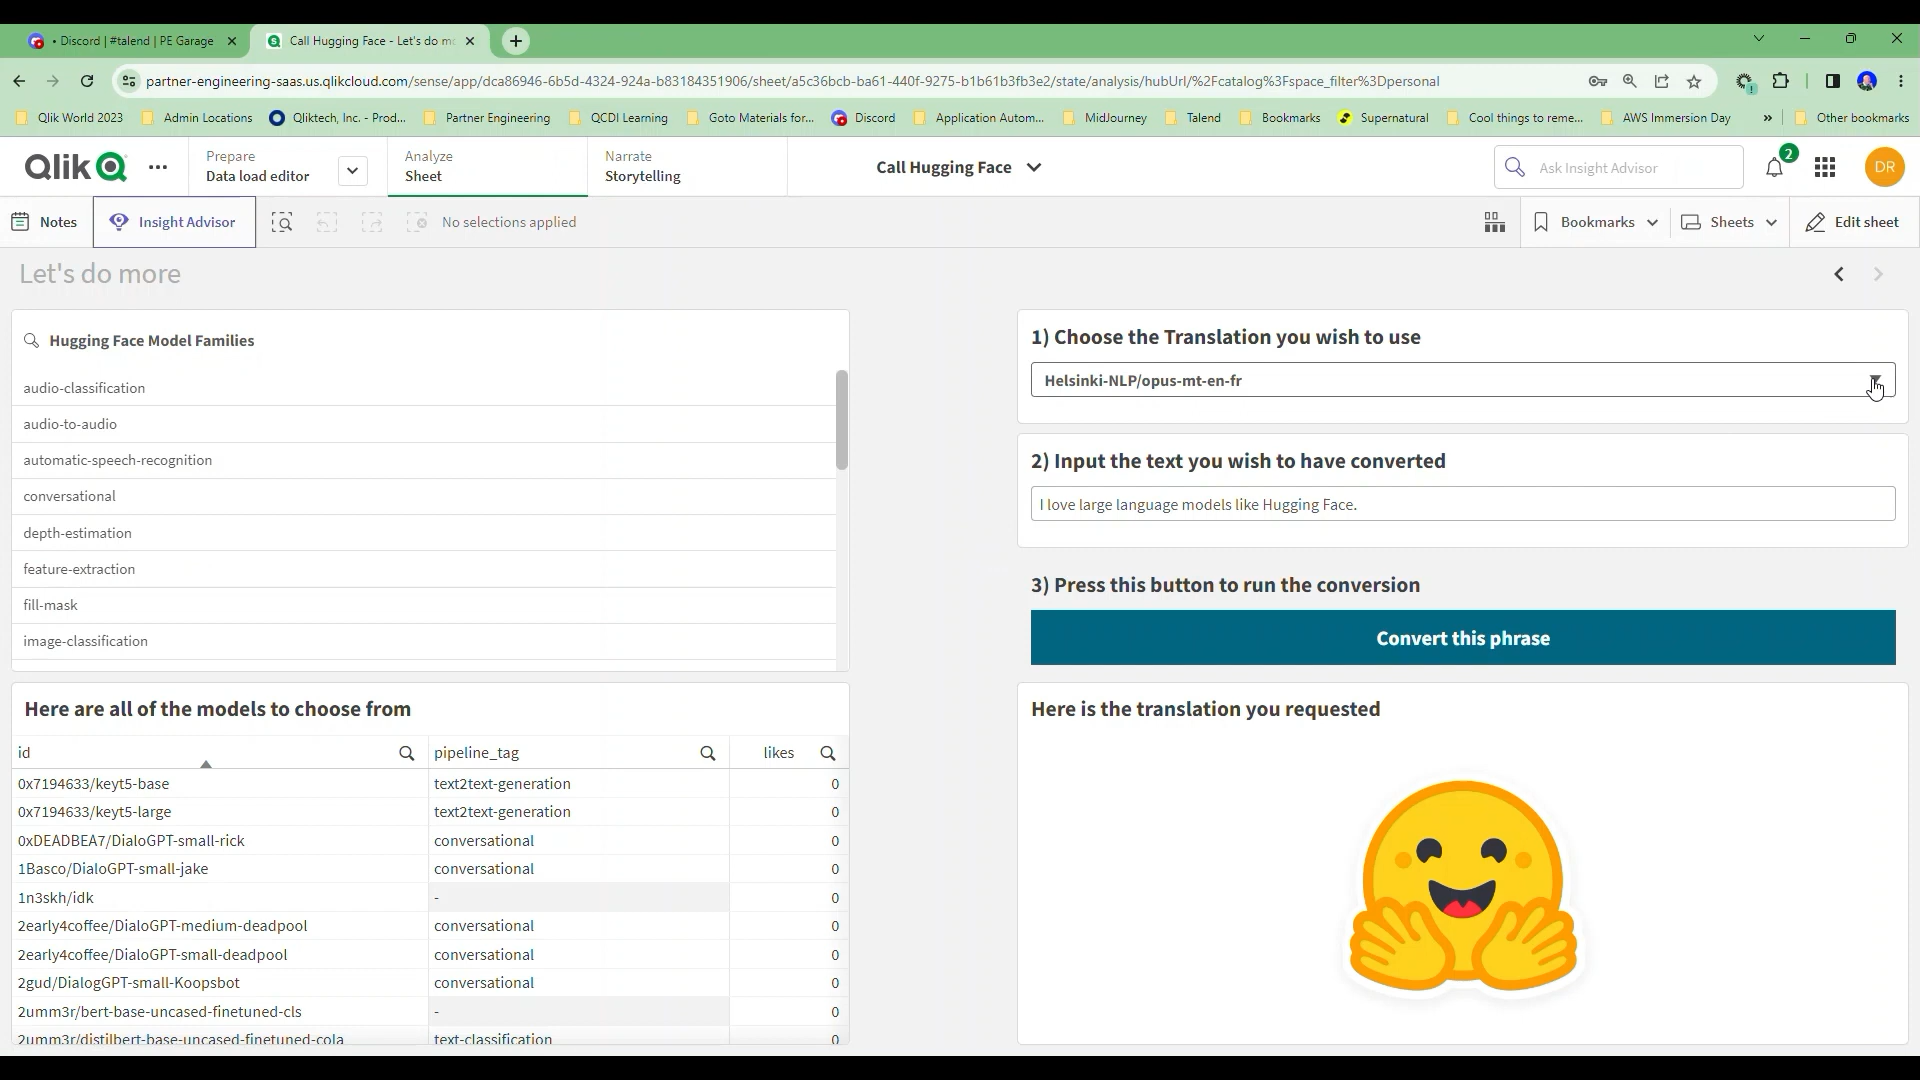 • Discord | #talend | PE Garage
Call Hugging Face - Let's do mo
partner-engineering-saas.us.qlikcloud.com/sense/app/dca86946-6b5d-4324-924a-b83184351906/sheet/a5c36bcb-ba61-440f-9275-b1b61b3fb3e2/state/analysis/hubUrl/%2Fcatalog%3Fspace_filter%3Dpersonal
Qlik World 2023
Admin Locations
Qliktech, Inc. - Prod...
Partner Engineering
QCDI Learning
Goto Materials for...
Discord
Application Autom...
MidJourney
Talend
Bookmarks
Supernatural
Cool things to reme...
AWS Immersion Day
»
Other bookmarks
Qlik
Prepare
Data load editor
Analyze
Sheet
Narrate
Storytelling
Call Hugging Face
Ask Insight Advisor
2
DR
Notes
Insight Advisor
No selections applied
Bookmarks
Sheets
Edit sheet
Let's do more
Hugging Face Model Families
audio-classification
audio-to-audio
automatic-speech-recognition
conversational
depth-estimation
feature-extraction
fill-mask
image-classification
1) Choose the Translation you wish to use
Helsinki-NLP/opus-mt-en-fr
2) Input the text you wish to have converted
I love large language models like Hugging Face.
3) Press this button to run the conversion
Convert this phrase
Here are all of the models to choose from
id pipeline_tag likes
0x7194633/keyt5-base text2text-generation 0
0x7194633/keyt5-large text2text-generation 0
0xDEADBEA7/DialoGPT-small-rick conversational 0
1Basco/DialoGPT-small-jake conversational 0
1n3skh/idk - 0
2early4coffee/DialoGPT-medium-deadpool conversational 0
2early4coffee/DialoGPT-small-deadpool conversational 0
2gud/DialogGPT-small-Koopsbot conversational 0
2umm3r/bert-base-uncased-finetuned-cls - 0
2umm3r/distilbert-base-uncased-finetuned-cola text-classification 0
Here is the translation you requested